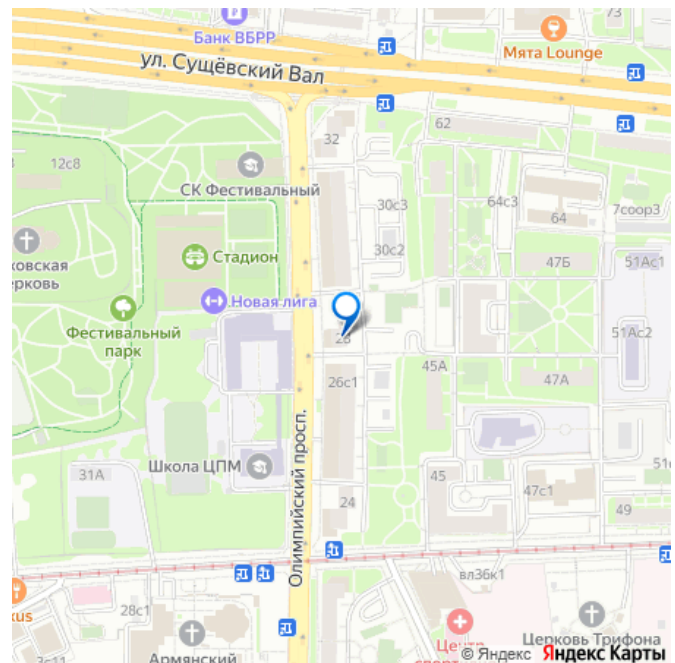 Банк ВБРР
73
Мята Lounge
ул. Сущёвский Вал
62
32
12с8
СК Фестивальный
30с3
64с3
64
7соор3
30с2
Стадион
47Б
51Ас1
Новая лига
Фестивальный
парк
28
51Ас2
45А
47А
26с1
Олимпийский просп.
Школа ЦПМ
31А
45
47с1
24
49
вл36к1
28с1
Армянский
Церковь Трифона
© Яндекс Яндекс Карты